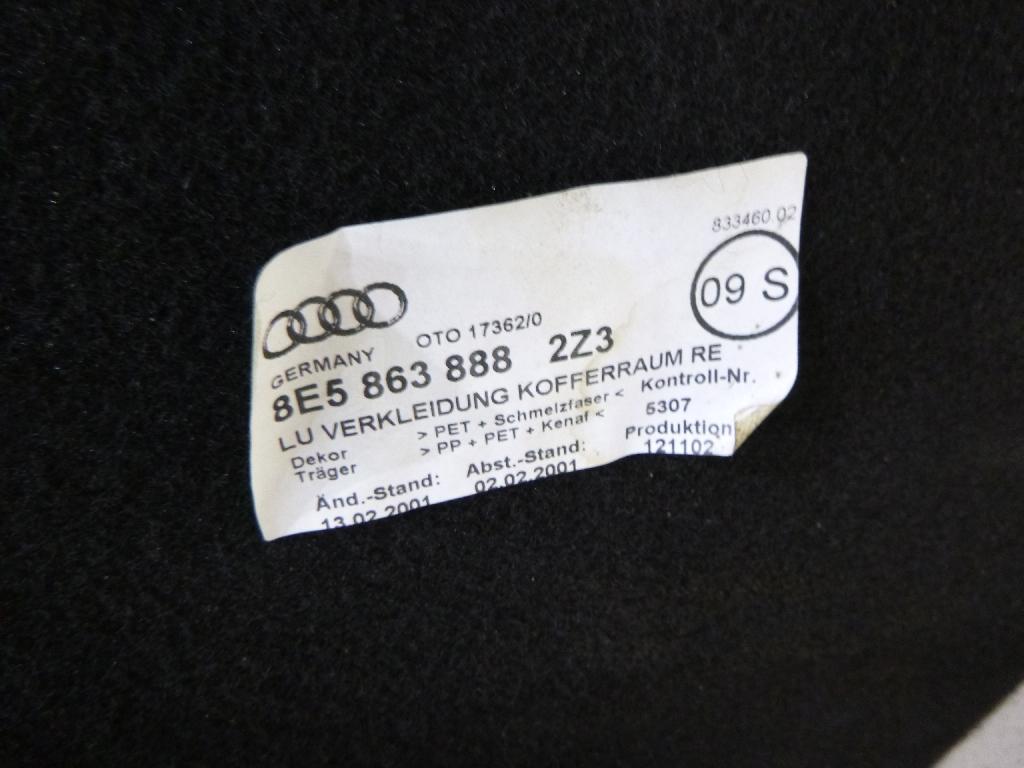 833460.02
09 S
GERMANY OTO 17362/0
8E5 863 888 2Z3
LU VERKLEIDUNG KOFFERRAUM RE
Dekor > PET + Schmelzfaser < Kontroll-Nr.
Träger > PP + PET + Kenaf < 5307
Änd.-Stand: Abst.-Stand: Produktion
13.02.2001 02.02.2001 121102